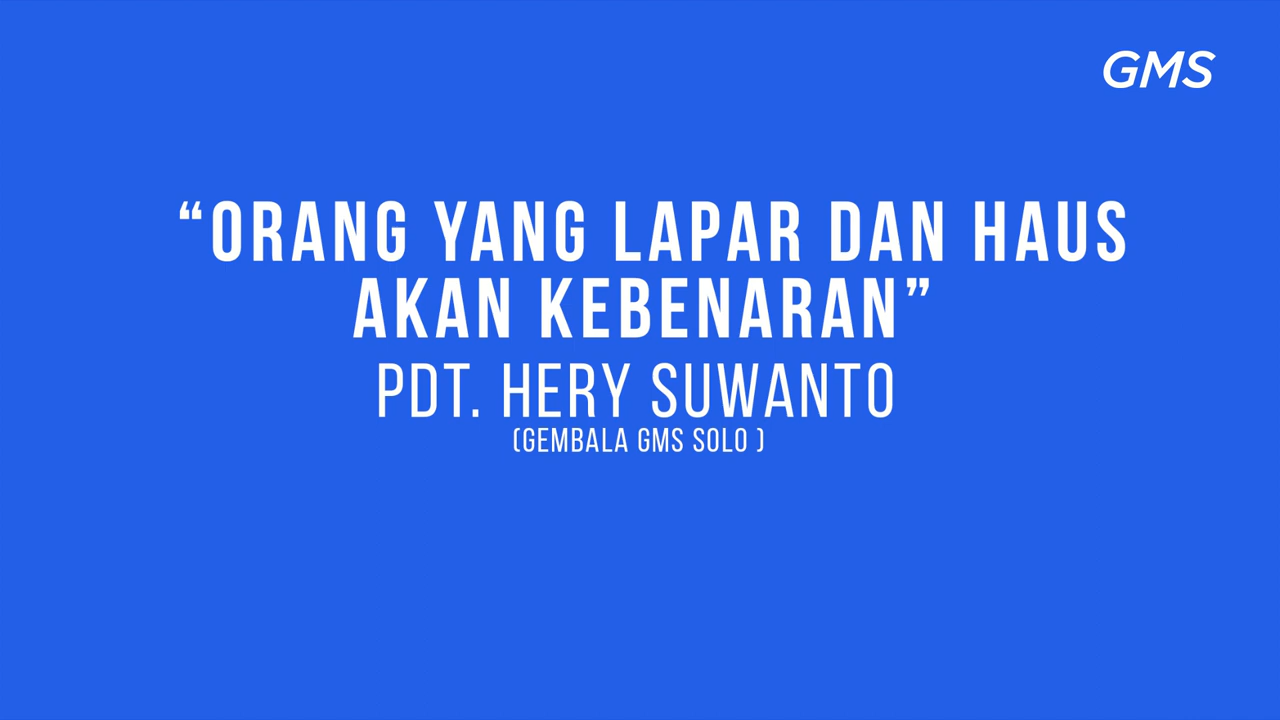 GMS
“ORANG YANG LAPAR DAN HAUS
AKAN KEBENARAN”
PDT. HERY SUWANTO
(GEMBALA GMS SOLO )